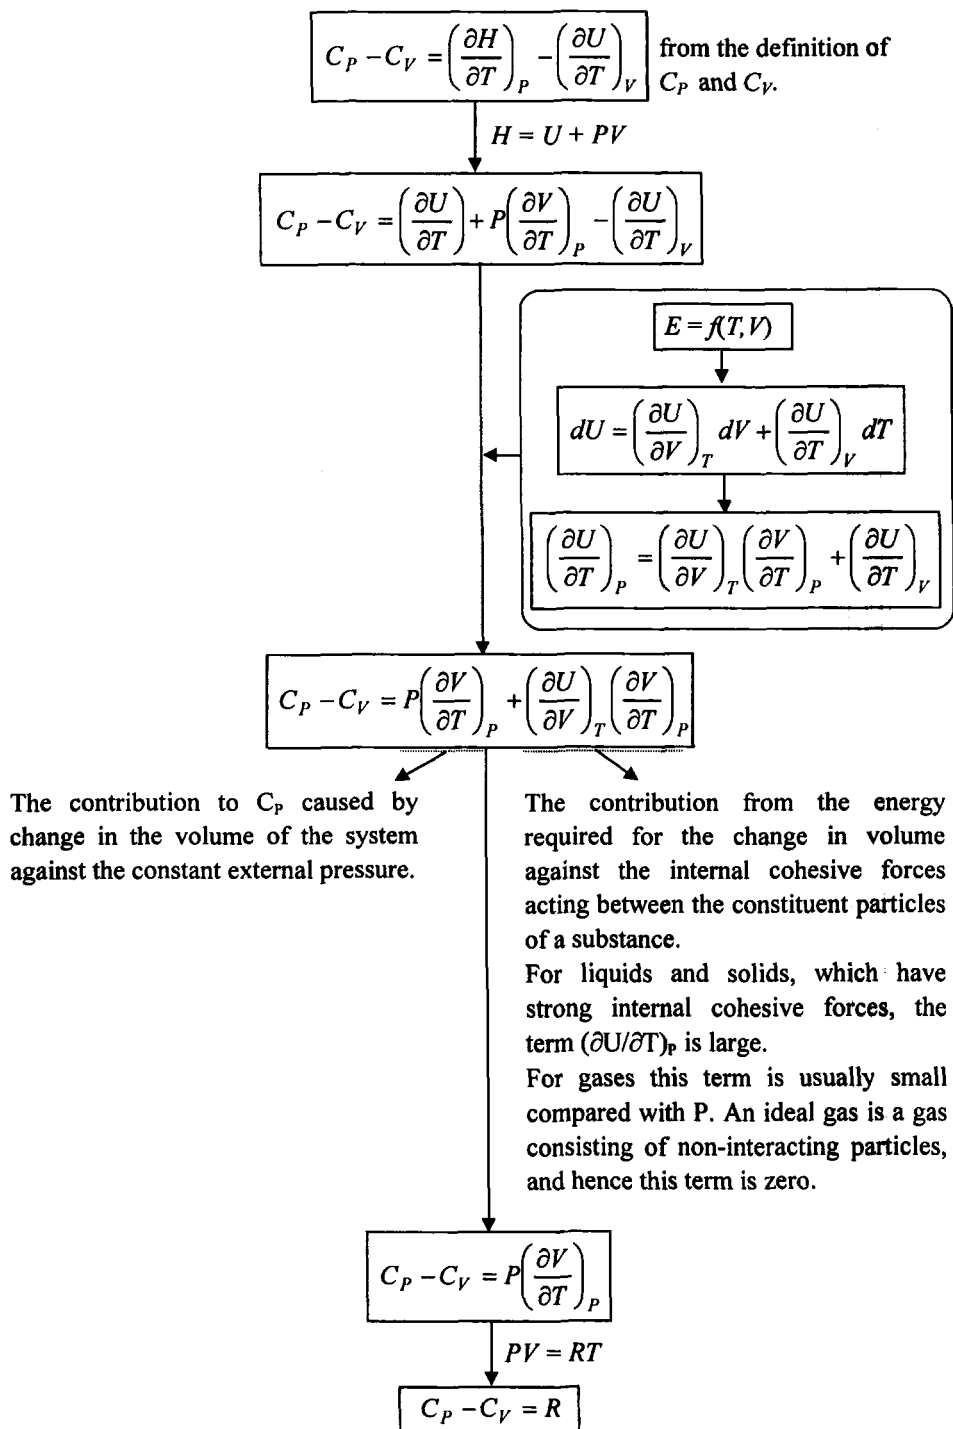 C_P − C_V = (∂H/∂T)_P − (∂U/∂T)_V
from the definition of
C_P and C_V.
H = U + PV
C_P − C_V = (∂U/∂T) + P(∂V/∂T)_P − (∂U/∂T)_V
E = f(T, V)
dU = (∂U/∂V)_T dV + (∂U/∂T)_V dT
(∂U/∂T)_P = (∂U/∂V)_T (∂V/∂T)_P + (∂U/∂T)_V
C_P − C_V = P(∂V/∂T)_P + (∂U/∂V)_T (∂V/∂T)_P
The contribution to C_P caused by
change in the volume of the system
against the constant external pressure.
The contribution from the energy
required for the change in volume
against the internal cohesive forces
acting between the constituent particles
of a substance.
For liquids and solids, which have
strong internal cohesive forces, the
term (∂U/∂T)_P is large.
For gases this term is usually small
compared with P. An ideal gas is a gas
consisting of non-interacting particles,
and hence this term is zero.
C_P − C_V = P(∂V/∂T)_P
PV = RT
C_P − C_V = R